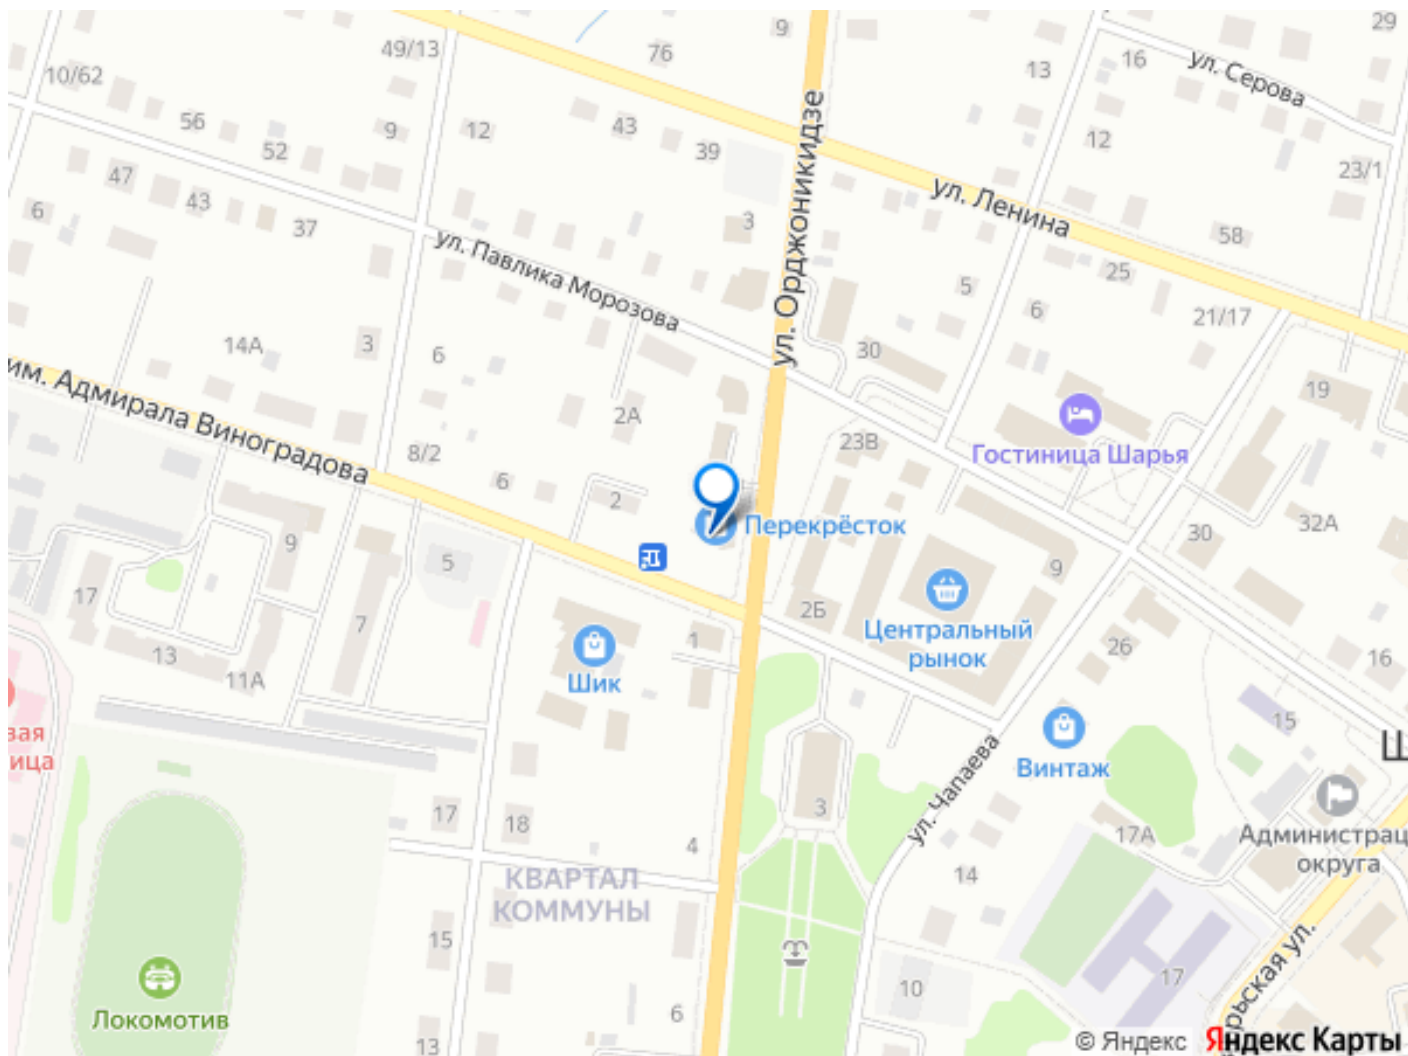 9
29
49/13
76
16
ул. Серова
10/62
13
56
9
12
43
39
12
52
23/1
47
43
ул. Ленина
6
37
3
58
ул. Орджоникидзе
ул. Павлика Морозова
25
5
6
21/17
14А
3
6
30
19
им. Адмирала Виноградова
2А
23В
Гостиница Шарья
8/2
6
2
Перекрёсток
32А
30
9
5
9
17
7
2Б
Центральный
рынок
1
26
13
11А
Шик
16
вая
ица
15
Ш
Винтаж
ул. Чапаева
17
18
3
4
17А
Администрац
округа
14
КВАРТАЛ
КОММУНЫ
15
10
17
рьская ул.
Локомотив
6
13
© Яндекс
Яндекс Карты